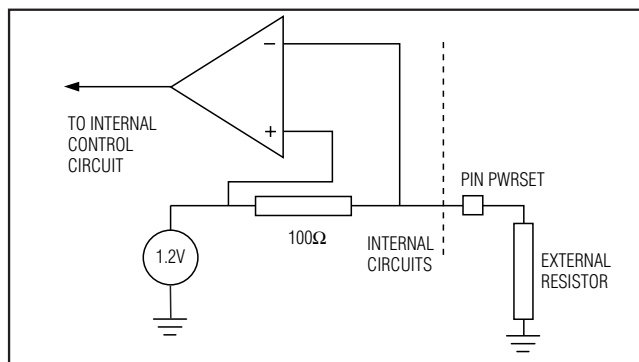 −
+
TO INTERNAL
CONTROL
CIRCUIT
PIN PWRSET
1.2V
100Ω
INTERNAL
CIRCUITS
EXTERNAL
RESISTOR